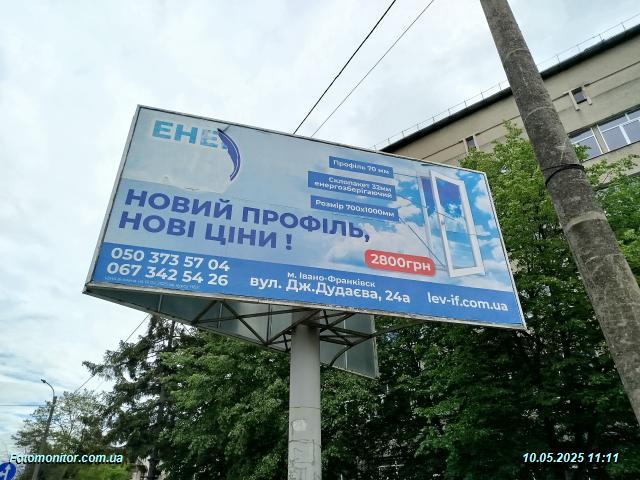 ЕНЕ
Профіль 70 мм
Склопакет 32мм
енергозберігаючий
Розмір 700х1000мм
НОВИЙ ПРОФІЛЬ,
НОВІ ЦІНИ !
2800грн
050 373 57 04
067 342 54 26
м. Івано-Франківск
вул. Дж.Дудаєва, 24а
lev-if.com.ua
Fotomonitor.com.ua
10.05.2025 11:11